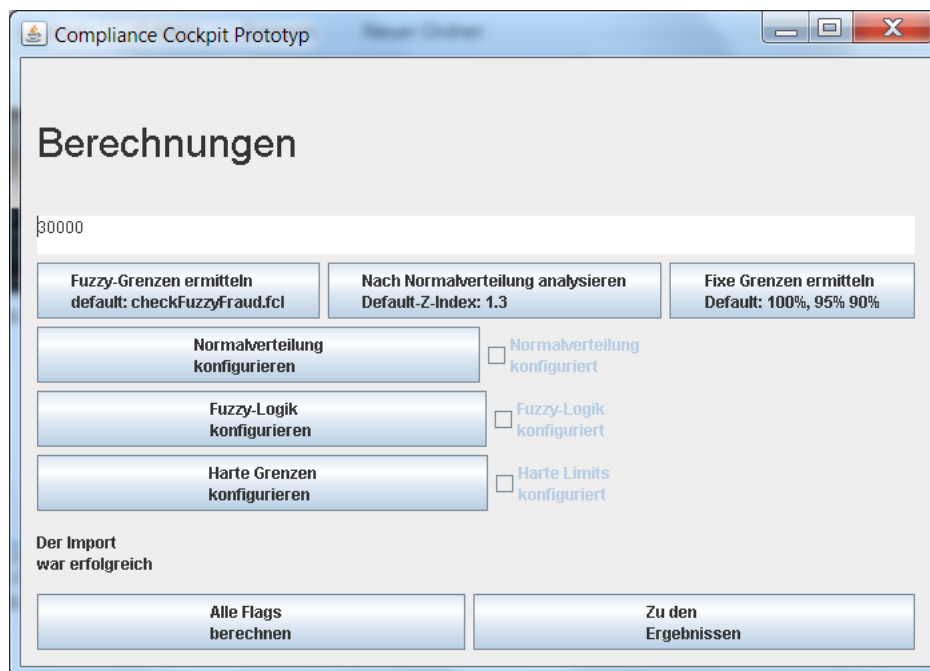 Compliance Cockpit Prototyp
Neuer Ordner
Berechnungen
30000
Fuzzy-Grenzen ermitteln
default: checkFuzzyFraud.fcl
Nach Normalverteilung analysieren
Default-Z-Index: 1.3
Fixe Grenzen ermitteln
Default: 100%, 95% 90%
Normalverteilung
konfigurieren
Normalverteilung
konfiguriert
Fuzzy-Logik
konfigurieren
Fuzzy-Logik
konfiguriert
Harte Grenzen
konfigurieren
Harte Limits
konfiguriert
Der Import
war erfolgreich
Alle Flags
berechnen
Zu den
Ergebnissen